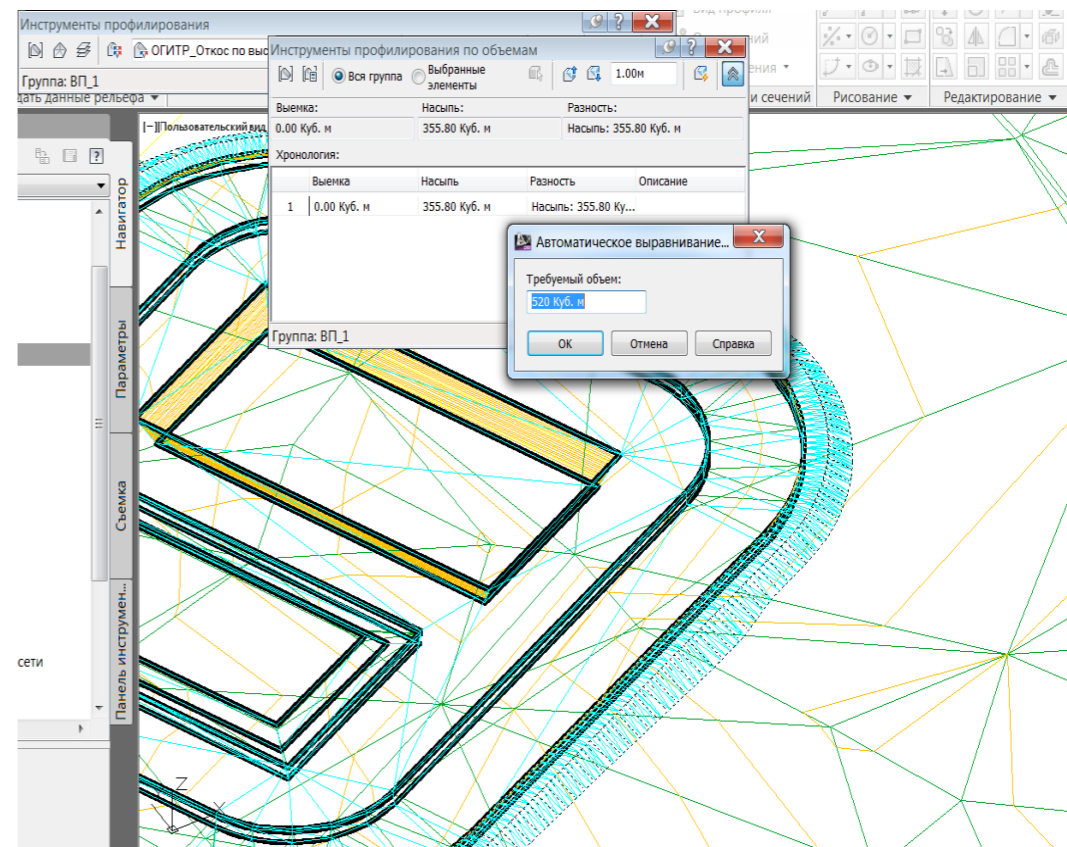 Инструменты профилирования
ОГИТР_Откос по выс
Группа: ВП_1
дать данные рельефа
Инструменты профилирования по объемам
Вся группа
Выбранные
элементы
1.00м
Выемка:
Насыпь:
Разность:
0.00 Куб. м
355.80 Куб. м
Насыпь: 355.80 Куб. м
Хронология:
Выемка
Насыпь
Разность
Описание
1
0.00 Куб. м
355.80 Куб. м
Насыпь: 355.80 Ку...
Группа: ВП_1
Автоматическое выравнивание...
X
Требуемый объем:
520 Куб. м
ОК
Отмена
Справка
Вид профиля
и сечений
Рисование
Редактирование
[−][Пользовательский вид
Навигатор
Параметры
Съемка
Панель инструмен...
сети
Z
X